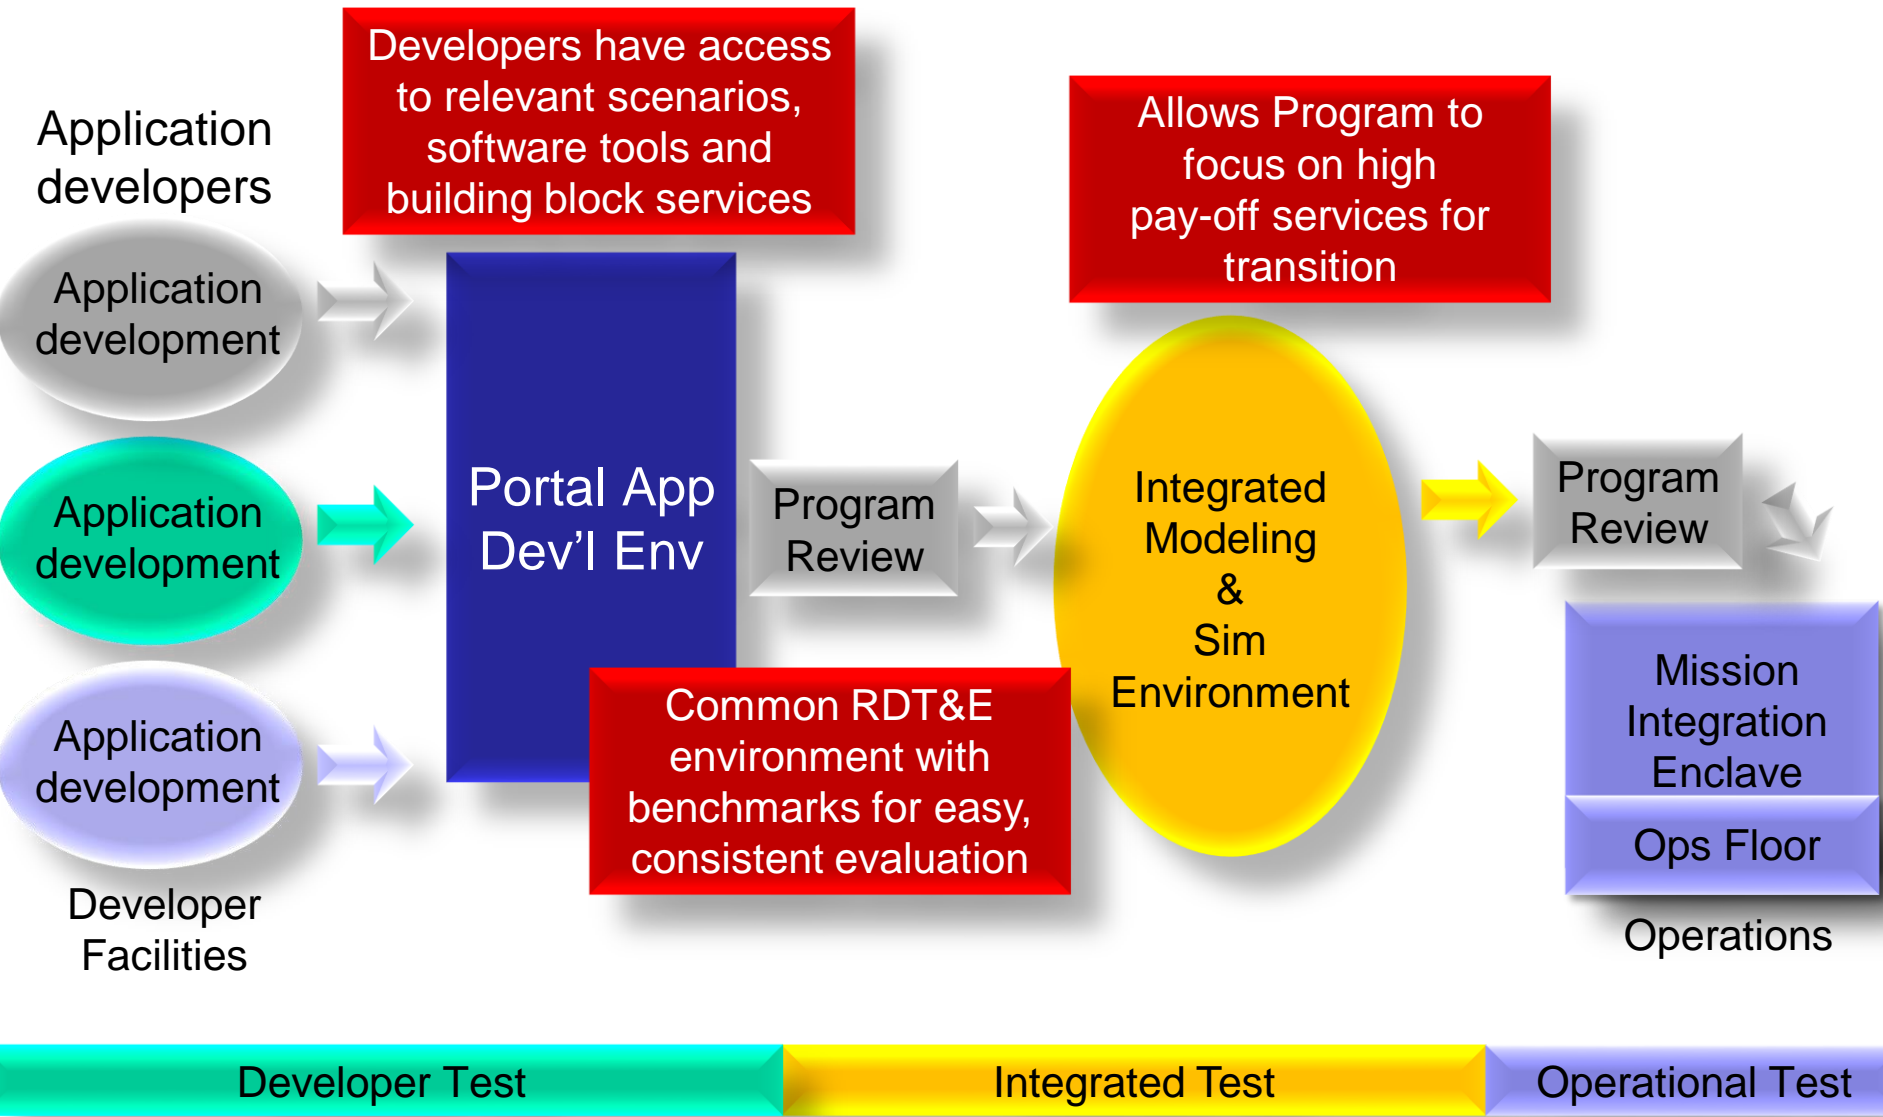 Developers have access
to relevant scenarios,
software tools and
building block services
Allows Program to
focus on high
pay-off services for
transition
Application
developers
Application
development
Application
development
Application
development
Developer
Facilities
Portal App
Dev'l Env
Program
Review
Common RDT&E
environment with
benchmarks for easy,
consistent evaluation
Integrated
Modeling
&
Sim
Environment
Program
Review
Mission
Integration
Enclave
Ops Floor
Operations
Developer Test
Integrated Test
Operational Test